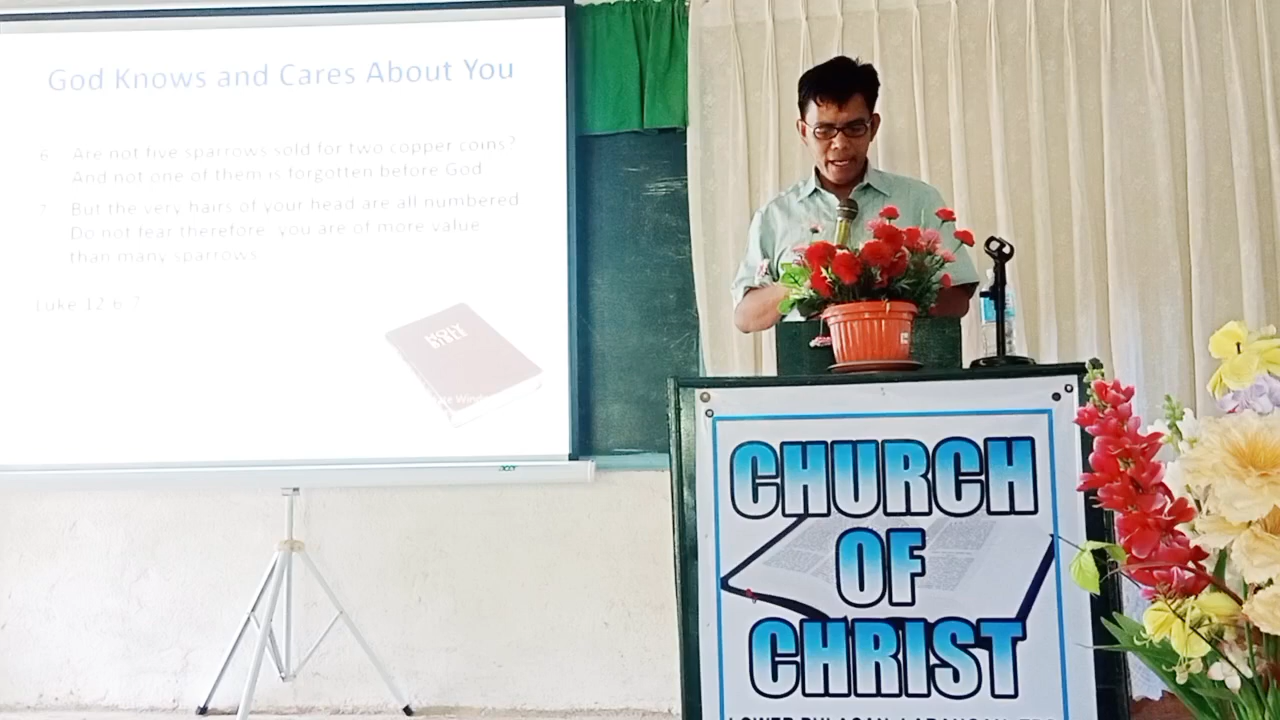 God Knows and Cares About You
6. Are not five sparrows sold for two copper coins?
And not one of them is forgotten before God
7. But the very hairs of your head are all numbered
Do not fear therefore you are of more value
than many sparrows
Luke 12:6-7
HOLY
BIBLE
acer
CHURCH
OF
CHRIST
LOWER